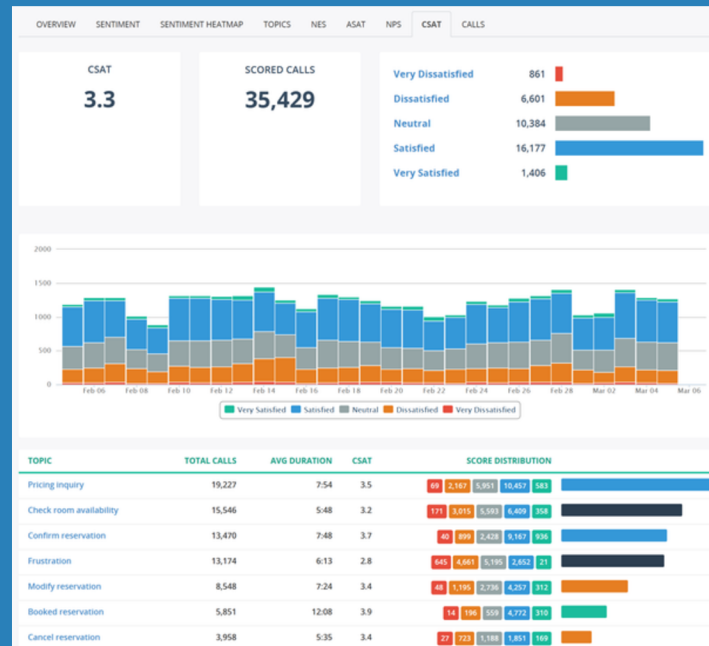 OVERVIEW SENTIMENT SENTIMENT HEATMAP TOPICS NES ASAT NPS CSAT CALLS
CSAT
3.3
SCORED CALLS
35,429
Very Dissatisfied 861
Dissatisfied 6,601
Neutral 10,384
Satisfied 16,177
Very Satisfied 1,406
2000
1500
1000
500
0
Feb 06 Feb 08 Feb 10 Feb 12 Feb 14 Feb 16 Feb 18 Feb 20 Feb 22 Feb 24 Feb 26 Feb 28 Mar 02 Mar 04 Mar 06
Very Satisfied Satisfied Neutral Dissatisfied Very Dissatisfied
TOPIC TOTAL CALLS AVG DURATION CSAT SCORE DISTRIBUTION
Pricing inquiry 19,227 7:54 3.5 69 2,167 5,951 10,457 583
Check room availability 15,546 5:48 3.2 171 3,015 5,593 6,409 358
Confirm reservation 13,470 7:48 3.7 40 899 2,428 9,167 936
Frustration 13,174 6:13 2.8 645 4,661 5,195 2,652 21
Modify reservation 8,548 7:24 3.4 48 1,195 2,736 4,257 312
Booked reservation 5,851 12:08 3.9 14 196 559 4,772 310
Cancel reservation 3,958 5:35 3.4 27 723 1,188 1,851 169